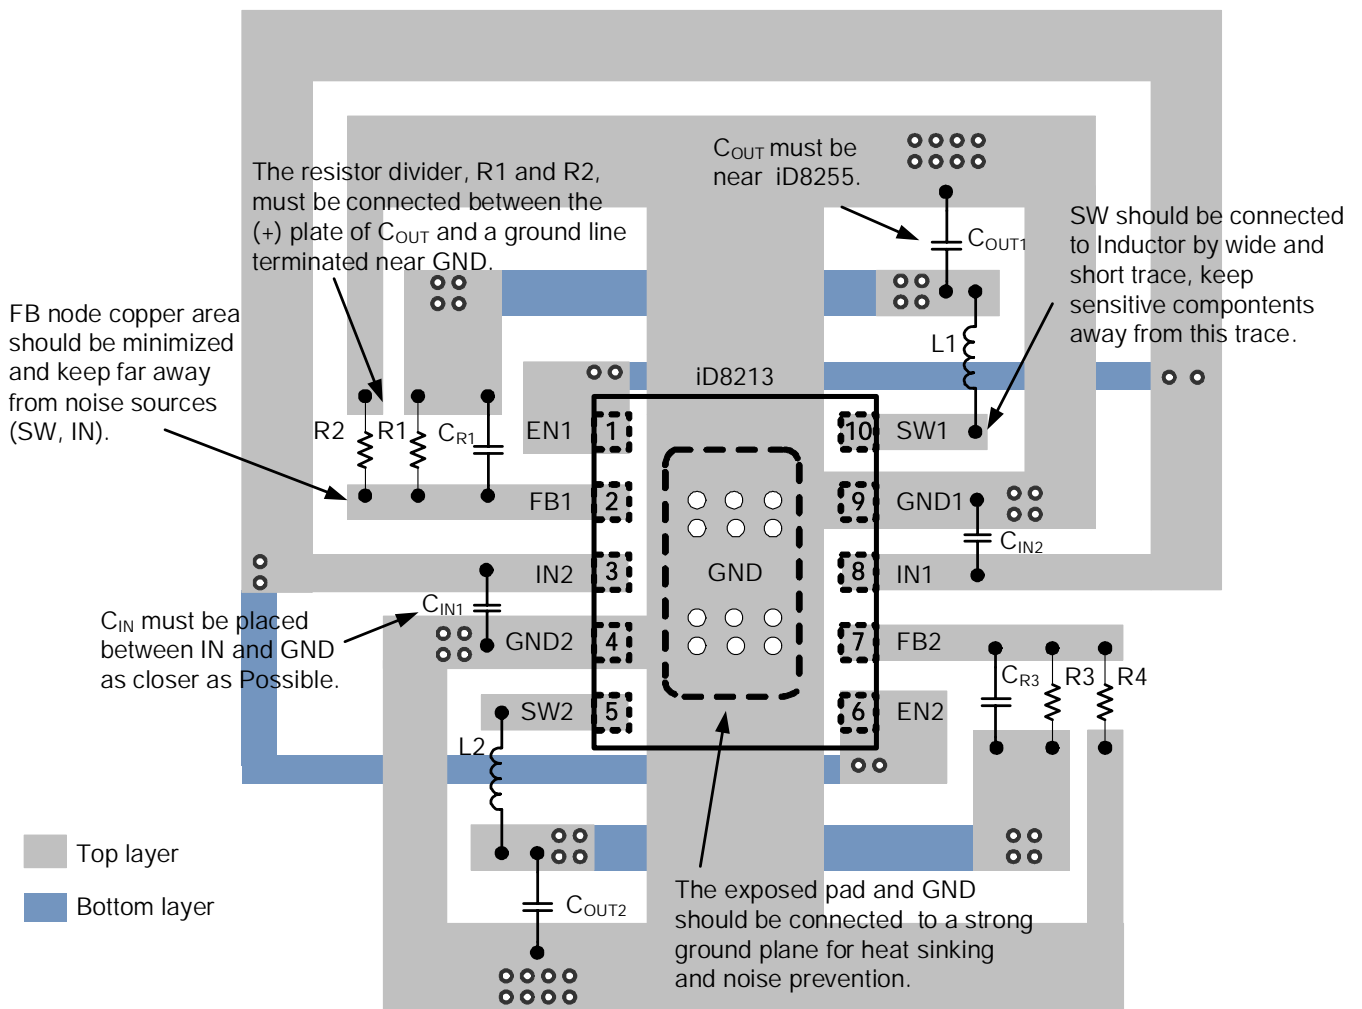 The resistor divider, R1 and R2,
must be connected between the
(+) plate of COUT and a ground line
terminated near GND.
COUT must be
near iD8255.
COUT1
SW should be connected
to Inductor by wide and
short trace, keep
sensitive compontents
away from this trace.
FB node copper area
should be minimized
and keep far away
from noise sources
(SW, IN).
L1
iD8213
R2
R1
CR1
EN1
1
10
SW1
FB1
2
9
GND1
CIN2
IN2
3
GND
8
IN1
CIN must be placed
between IN and GND
as closer as Possible.
CIN1
GND2
4
7
FB2
CR3
R3
R4
SW2
5
6
EN2
L2
Top layer
Bottom layer
COUT2
The exposed pad and GND
should be connected to a strong
ground plane for heat sinking
and noise prevention.